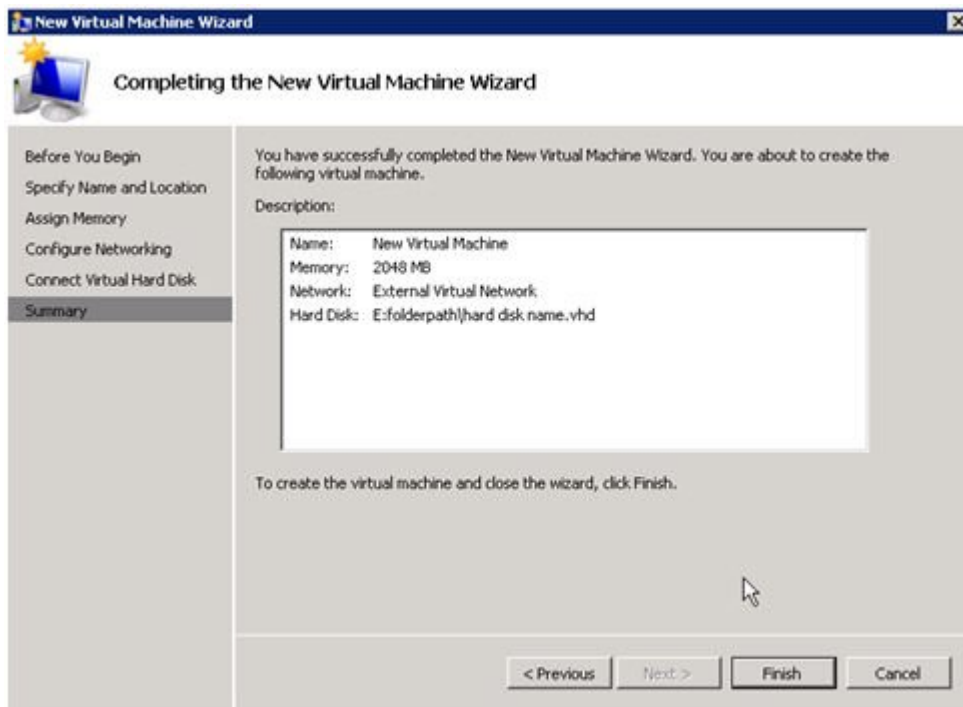 New Virtual Machine Wizard
Completing the New Virtual Machine Wizard
Before You Begin
Specify Name and Location
Assign Memory
Configure Networking
Connect Virtual Hard Disk
Summary
You have successfully completed the New Virtual Machine Wizard. You are about to create the
following virtual machine.
Description:
Name: New Virtual Machine
Memory: 2048 MB
Network: External Virtual Network
Hard Disk: E:folderpath\hard disk name.vhd
To create the virtual machine and close the wizard, click Finish.
< Previous Next > Finish Cancel